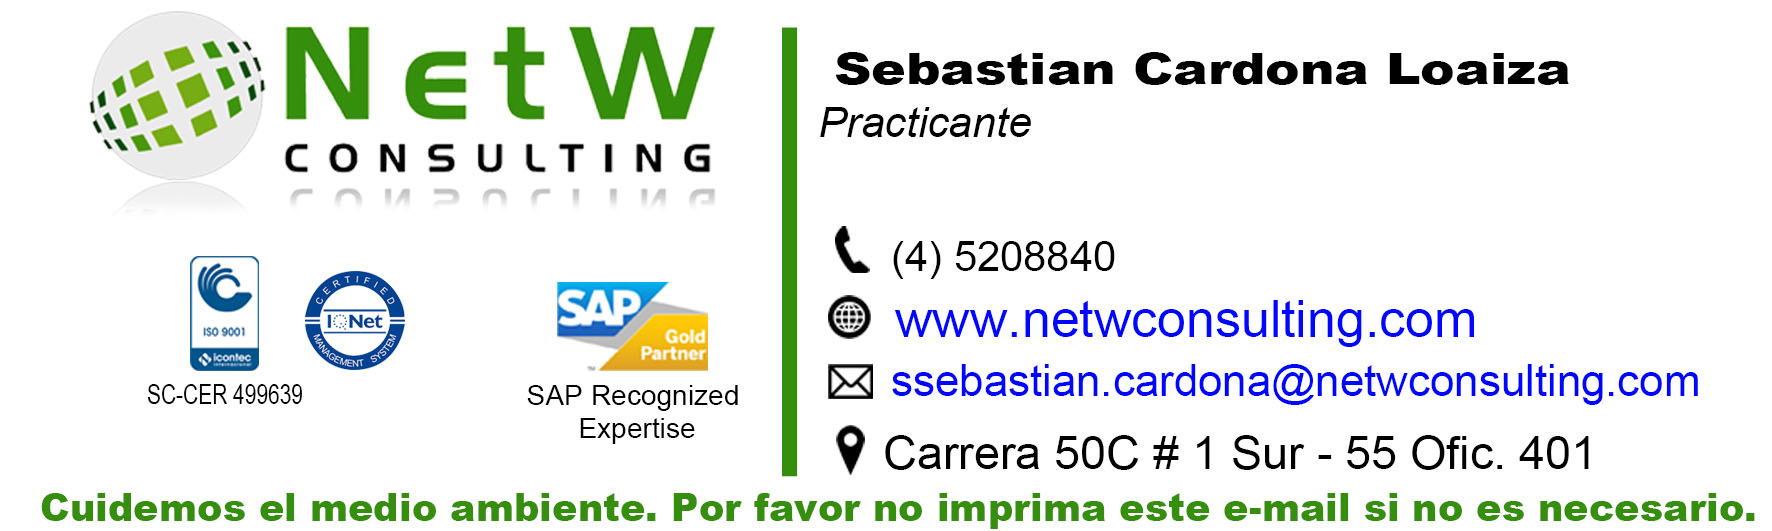 NetW
CONSULTING
Sebastian Cardona Loaiza
Practicante
(4) 5208840
www.netwconsulting.com
ssebastian.cardona@netwconsulting.com
Carrera 50C # 1 Sur - 55 Ofic. 401
ISO 9001
icontec
internacional
SC-CER 499639
CERTIFIED
IQNet
MANAGEMENT SYSTEM
SAP
Gold
Partner
SAP Recognized
Expertise
Cuidemos el medio ambiente. Por favor no imprima este e-mail si no es necesario.